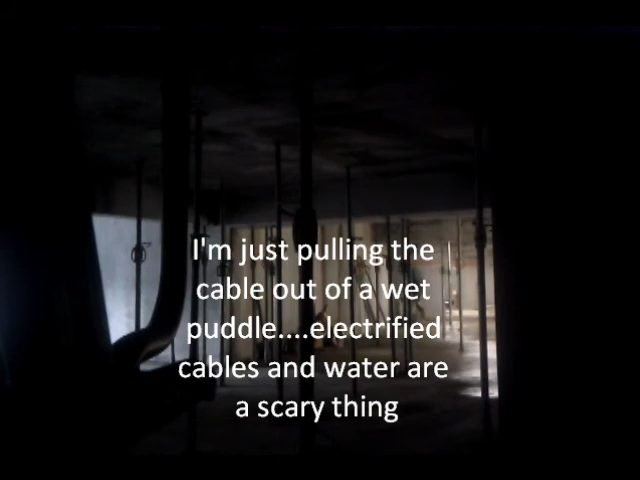 I'm just pulling the
cable out of a wet
puddle....electrified
cables and water are
a scary thing